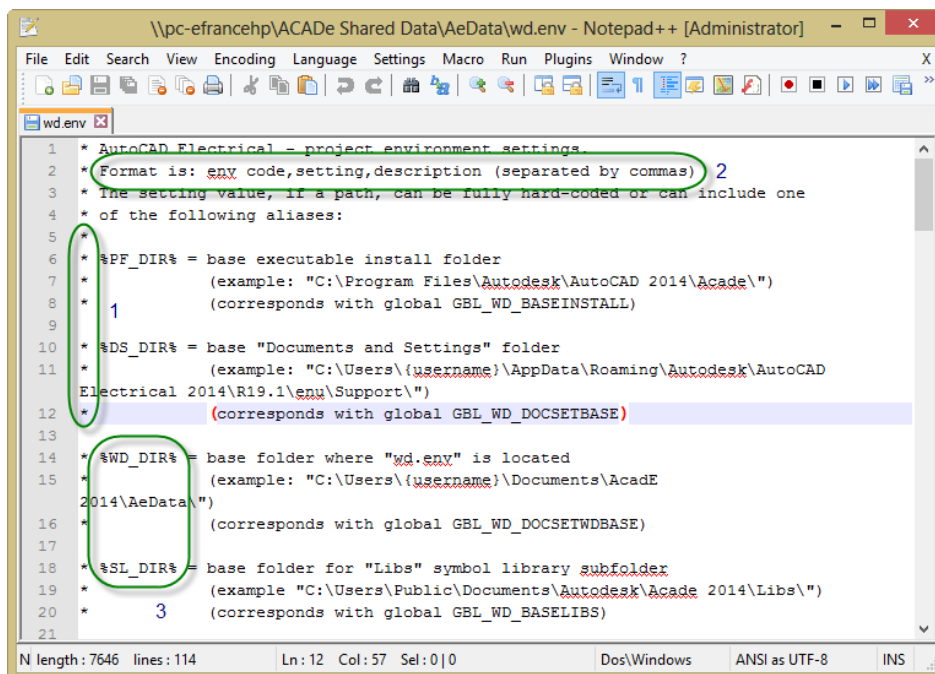 \\pc-efrancehp\ACADe Shared Data\AeData\wd.env - Notepad++ [Administrator]
File Edit Search View Encoding Language Settings Macro Run Plugins Window ? X
wd.env
1 * AutoCAD Electrical - project environment settings.
2 * Format is: env code,setting,description (separated by commas) 2
3 * The setting value, if a path, can be fully hard-coded or can include one
4 * of the following aliases:
5 *
6 * %PF_DIR% = base executable install folder
7 * (example: "C:\Program Files\Autodesk\AutoCAD 2014\Acade\")
8 * (corresponds with global GBL_WD_BASEINSTALL)
1
9
10 * %DS_DIR% = base "Documents and Settings" folder
11 * (example: "C:\Users\{username}\AppData\Roaming\Autodesk\AutoCAD
Electrical 2014\R19.1\enu\Support\")
12 * (corresponds with global GBL_WD_DOCSETBASE)
13
14 * %WD_DIR% = base folder where "wd.env" is located
15 * (example: "C:\Users\{username}\Documents\AcadE
2014\AeData\")
16 * (corresponds with global GBL_WD_DOCSETWDBASE)
17
18 * %SL_DIR% = base folder for "Libs" symbol library subfolder
19 * (example "C:\Users\Public\Documents\Autodesk\Acade 2014\Libs\")
20 * 3 (corresponds with global GBL_WD_BASELIBS)
21
N length : 7646 lines : 114 Ln : 12 Col : 57 Sel : 0 | 0 Dos\Windows ANSI as UTF-8 INS